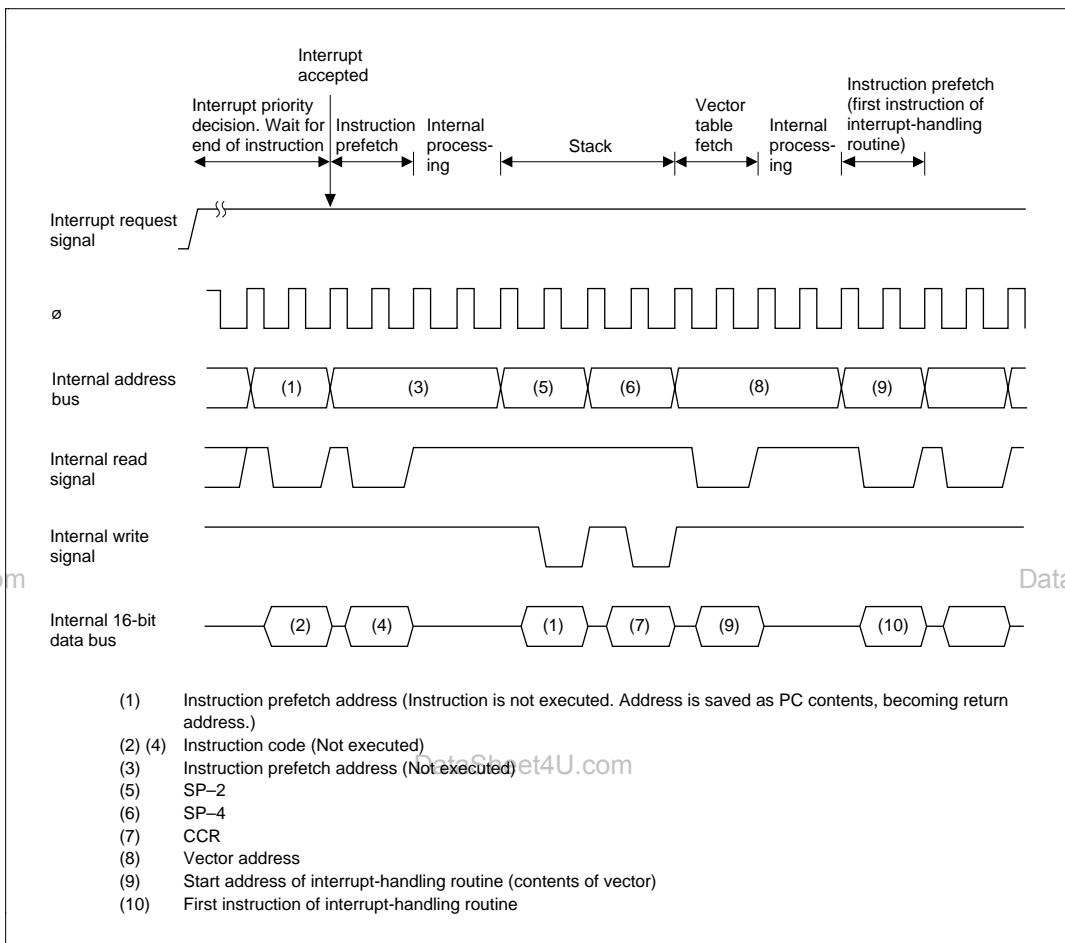 Interrupt
accepted
Interrupt priority
decision. Wait for
end of instruction
Instruction
prefetch
Internal
process-
ing
Stack
Vector
table
fetch
Internal
process-
ing
Instruction prefetch
(first instruction of
interrupt-handling
routine)
Interrupt request
signal
ø
Internal address
bus
(1)
(3)
(5)
(6)
(8)
(9)
Internal read
signal
Internal write
signal
om
Data
Internal 16-bit
data bus
(2)
(4)
(1)
(7)
(9)
(10)
(1) Instruction prefetch address (Instruction is not executed. Address is saved as PC contents, becoming return
address.)
(2) (4) Instruction code (Not executed)
DataSheet4U.com
(3) Instruction prefetch address (Not executed)
(5) SP–2
(6) SP–4
(7) CCR
(8) Vector address
(9) Start address of interrupt-handling routine (contents of vector)
(10) First instruction of interrupt-handling routine